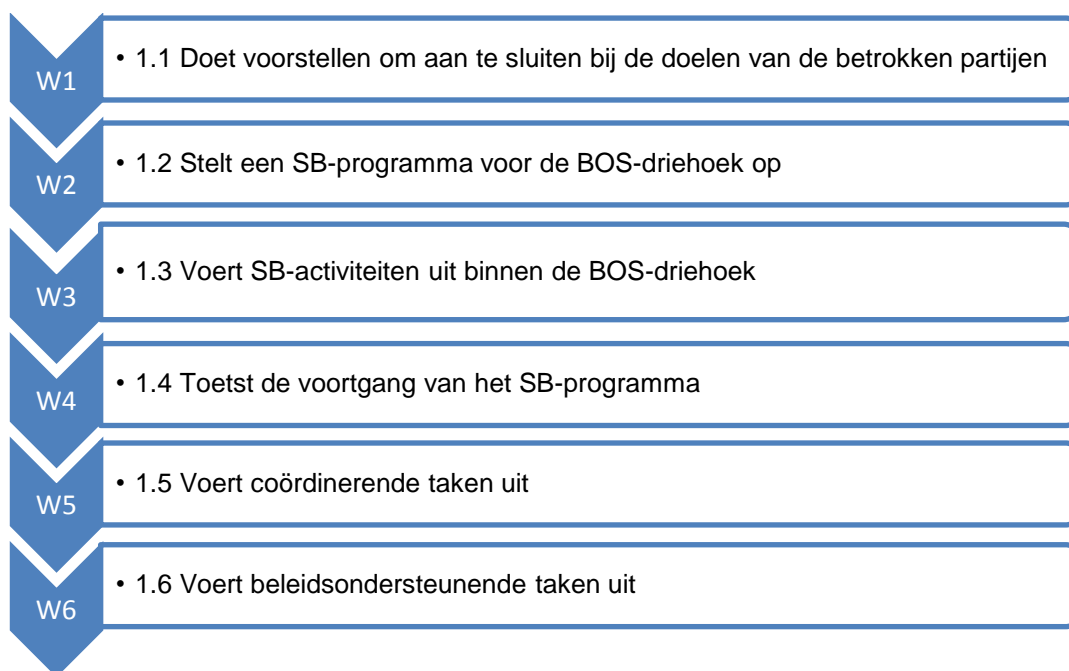 W1
• 1.1 Doet voorstellen om aan te sluiten bij de doelen van de betrokken partijen
W2
• 1.2 Stelt een SB-programma voor de BOS-driehoek op
W3
• 1.3 Voert SB-activiteiten uit binnen de BOS-driehoek
W4
• 1.4 Toetst de voortgang van het SB-programma
W5
• 1.5 Voert coördinerende taken uit
W6
• 1.6 Voert beleidsondersteunende taken uit